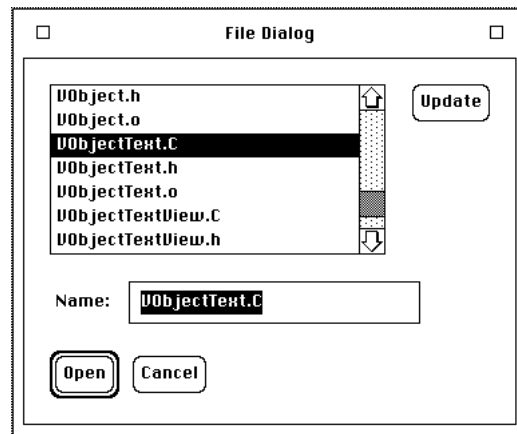 File Dialog
VObject.h
Update
VObject.o
VObjectText.C
VObjectText.h
VObjectText.o
VObjectTextView.C
VObjectTextView.h
Name: VObjectText.C
Open Cancel